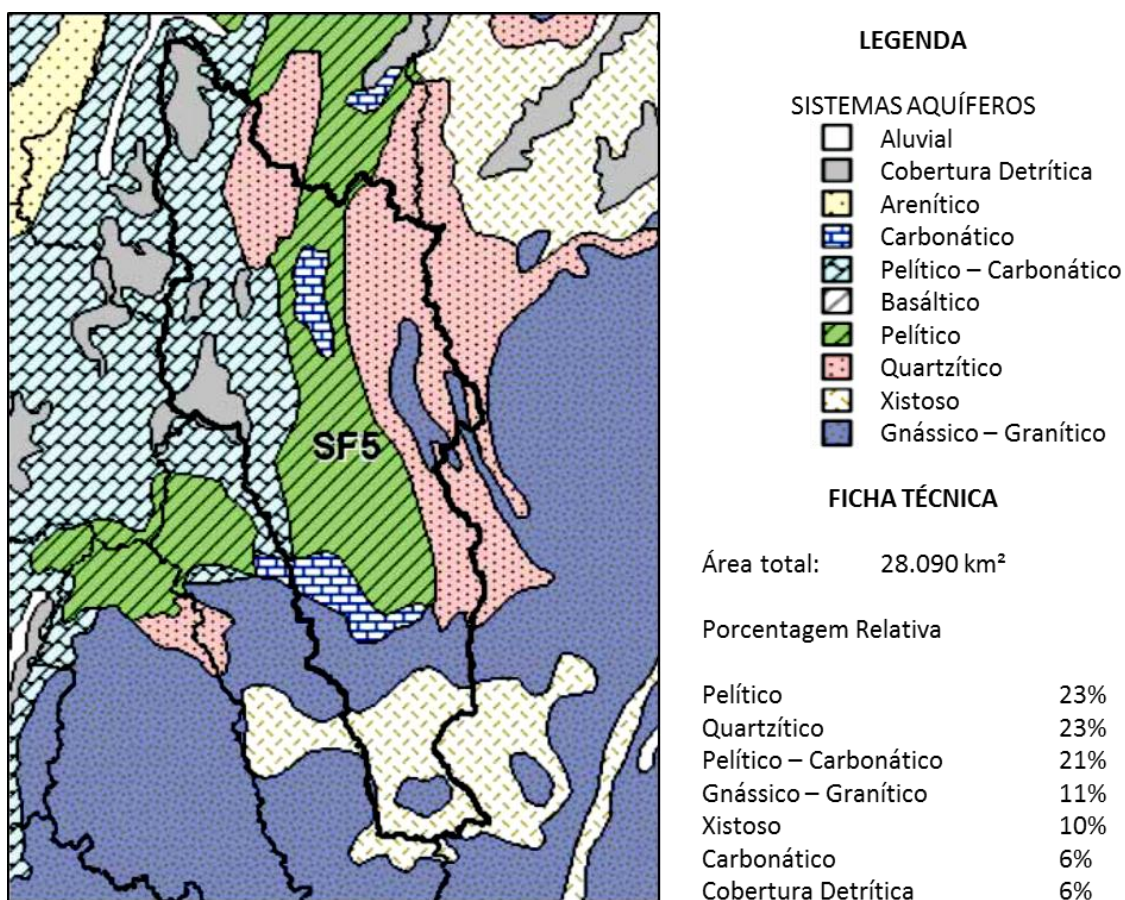 SF5
LEGENDA
SISTEMAS AQUÍFEROS
Aluvial
Cobertura Detrítica
Arenítico
Carbonático
Pelítico – Carbonático
Basáltico
Pelítico
Quartzítico
Xistoso
Gnássico – Granítico
FICHA TÉCNICA
Área total: 28.090 km²
Porcentagem Relativa
Pelítico 23%
Quartzítico 23%
Pelítico – Carbonático 21%
Gnássico – Granítico 11%
Xistoso 10%
Carbonático 6%
Cobertura Detrítica 6%